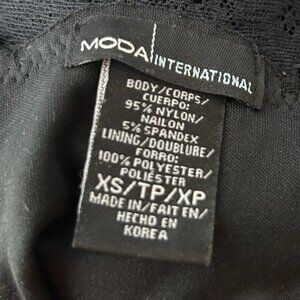 MODA INTERNATIONAL
BODY/CORPS/
CUERPO:
95% NYLON/
NAILON
5% SPANDEX
LINING/DOUBLURE/
FORRO:
100% POLYESTER/
POLIÉSTER
XS/TP/XP
MADE IN/FAIT EN/
HECHO EN
KOREA